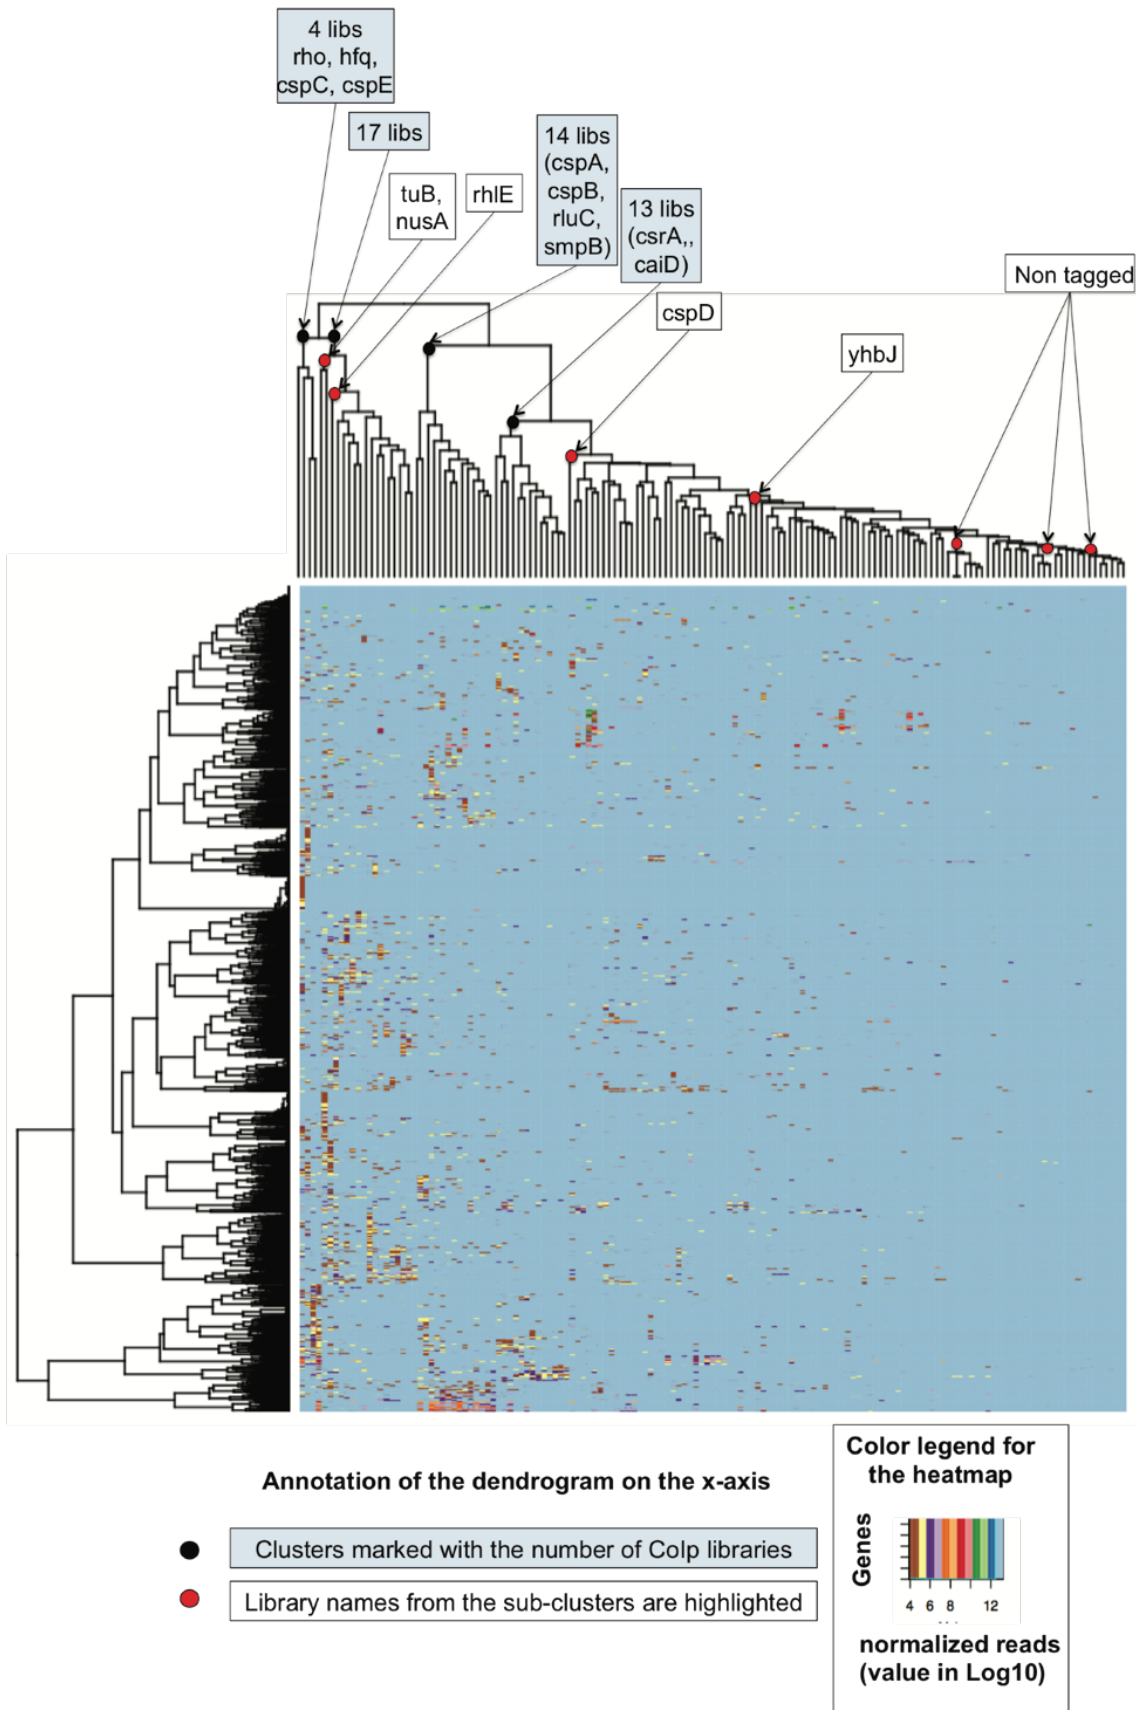 4 libs
rho, hfq,
cspC, cspE
17 libs
tuB,
nusA
rhlE
14 libs
(cspA,
cspB,
rluC,
smpB)
13 libs
(csrA,,
caiD)
cspD
yhbJ
Non tagged
Annotation of the dendrogram on the x-axis
Clusters marked with the number of CoIp libraries
Library names from the sub-clusters are highlighted
Color legend for
the heatmap
Genes
4 6 8 12
normalized reads
(value in Log10)